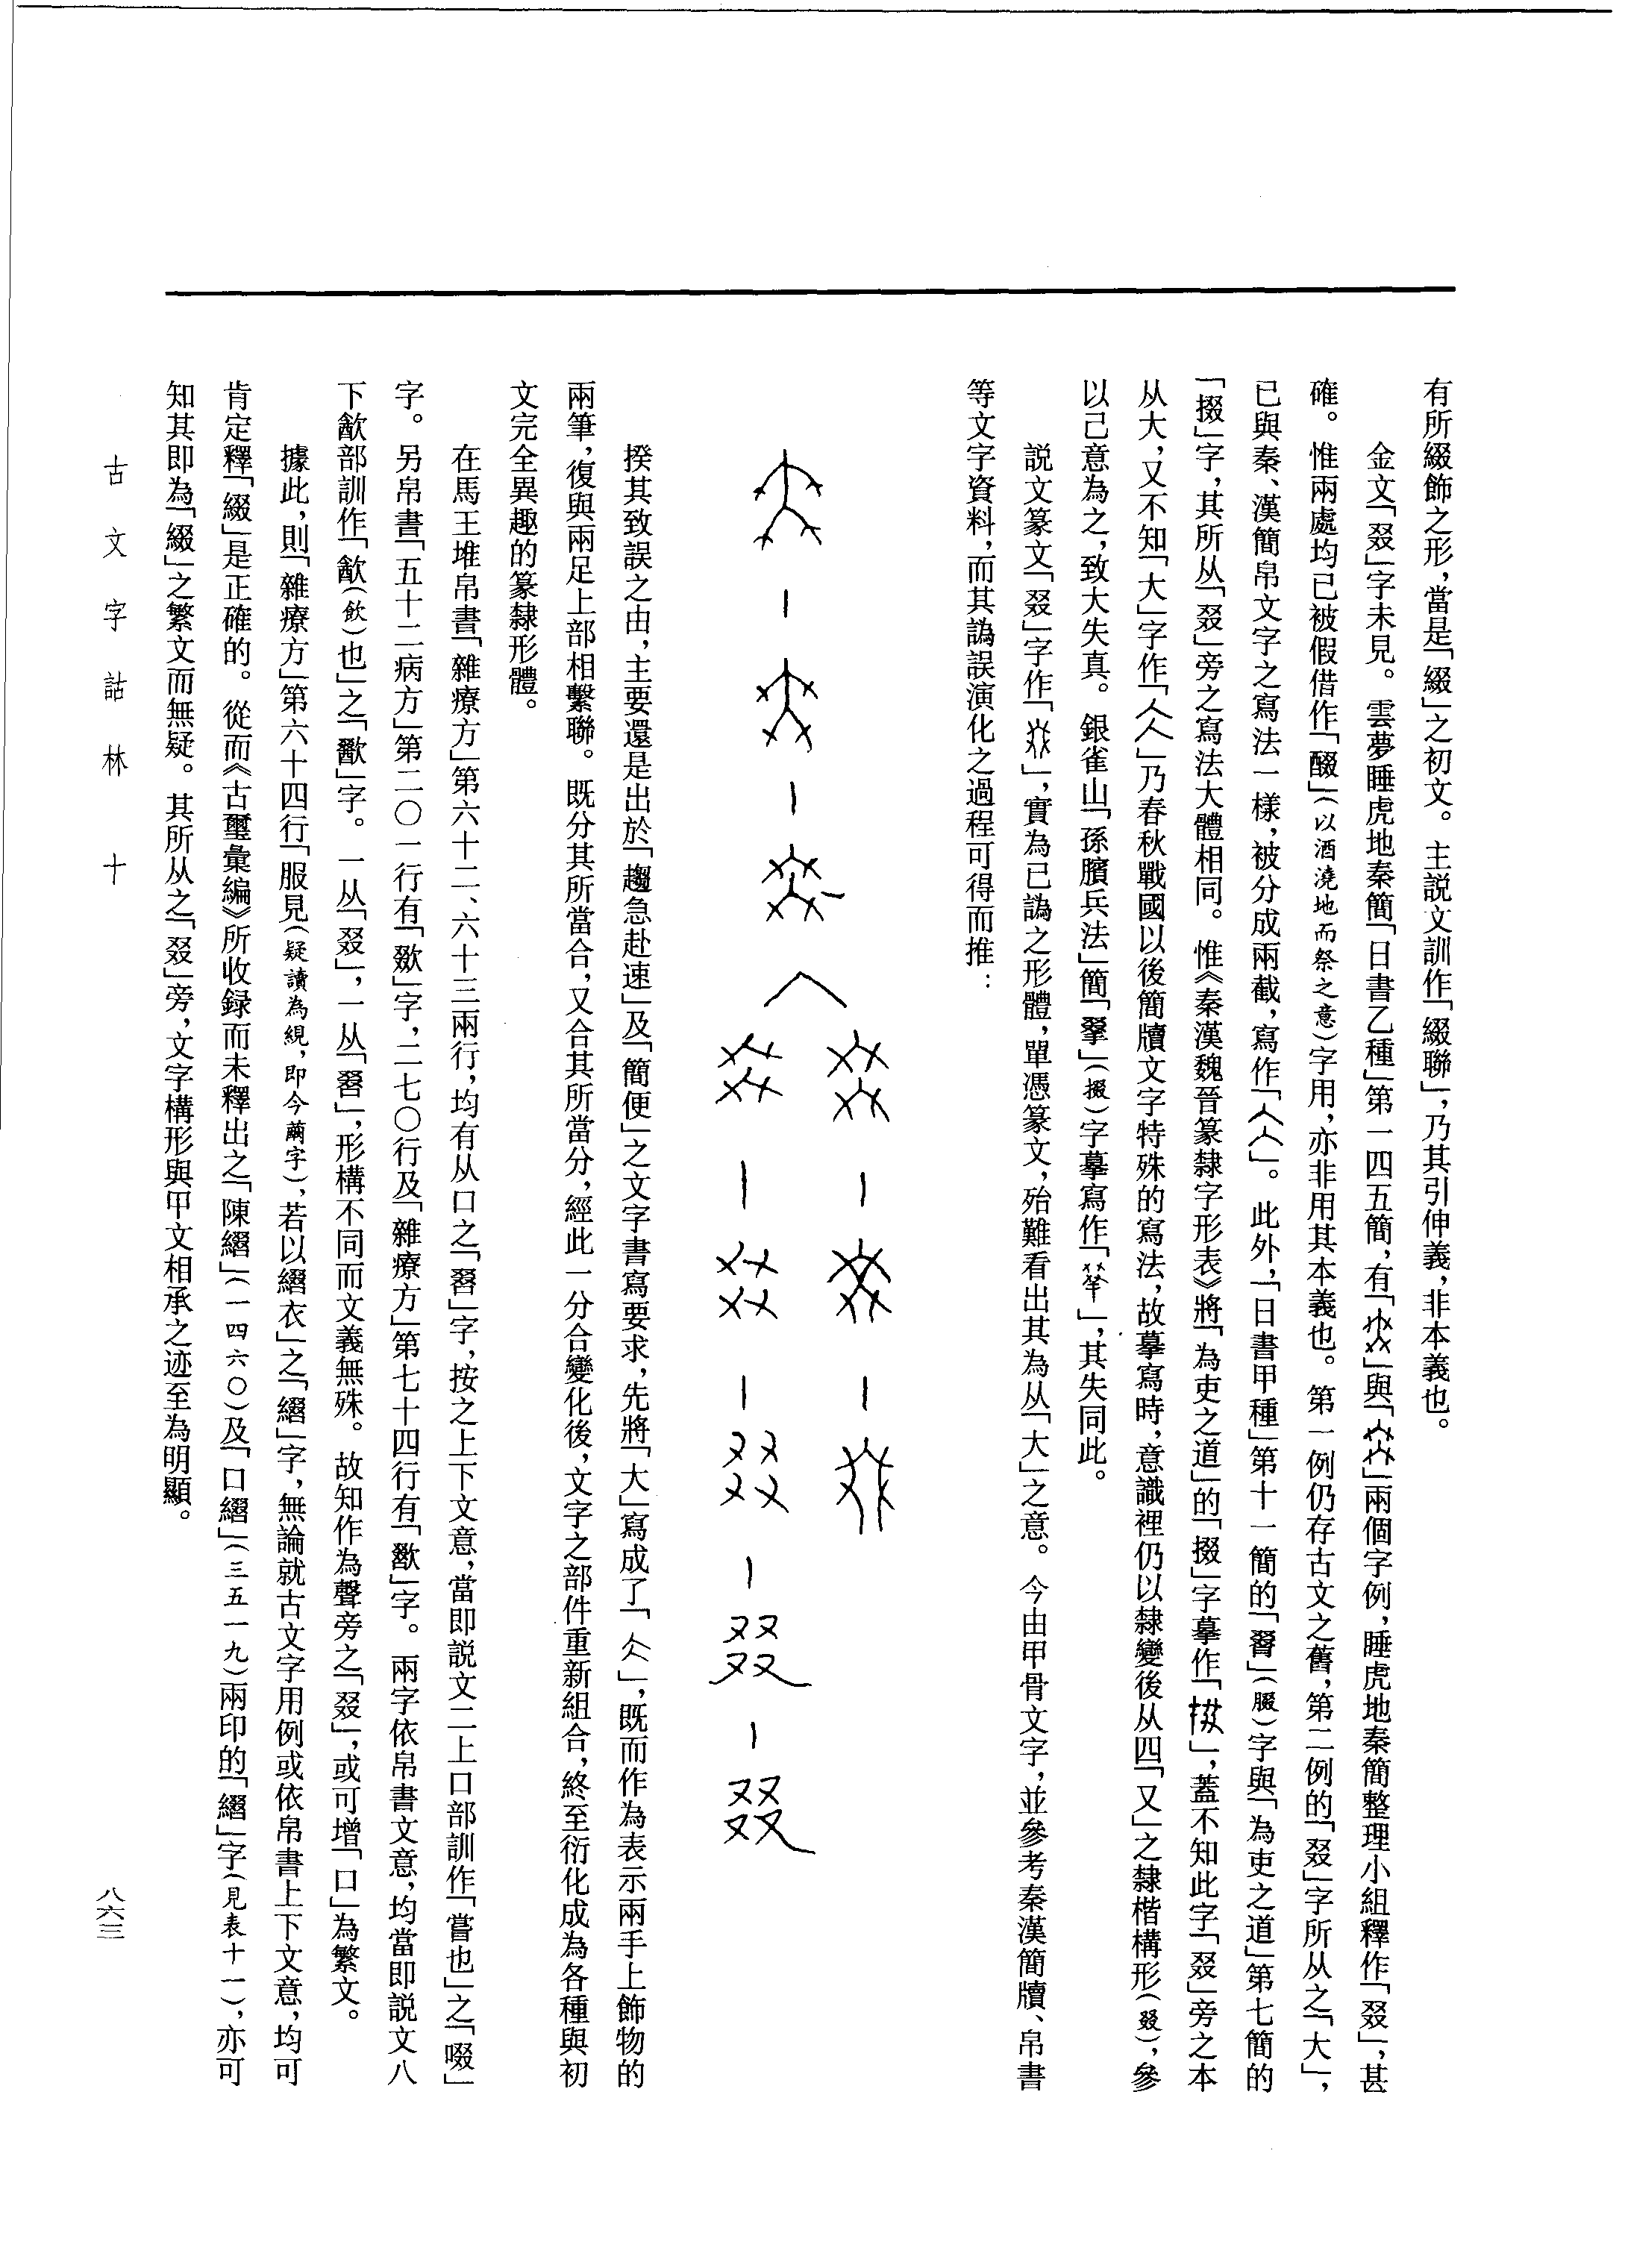 有所綴飾之形，當是「綴」之初文。主説文訓作「綴聯」，乃其引伸義，非本義也。
金文「叕」字未見。雲夢睡虎地秦簡「日書乙種」第一四五簡，有「」與「」兩個字例，睡虎地秦簡整理小組釋作「叕」，甚
確。惟兩處均已被假借作「醊」（以酒澆地而祭之意）字用，亦非用其本義也。第一例仍存古文之舊，第二例的「叕」字所从之「大」，
已與秦、漢簡帛文字之寫法一樣，被分成兩截，寫作「」。此外，「日書甲種」第十一簡的「」（腏）字與「為吏之道」第七簡的
「掇」字，其所从「叕」旁之寫法大體相同。惟《秦漢魏晉篆隸字形表》將「為吏之道」的「掇」字摹作「」，蓋不知此字「叕」旁之本
从大，又不知「大」字作「」乃春秋戰國以後簡牘文字特殊的寫法，故摹寫時，意識裡仍以隸變後从四「又」之隸楷構形（叕），參
以己意為之，致大失真。銀雀山「孫臏兵法」簡「」（掇）字摹寫作「」，其失同此。
説文篆文「叕」字作「」，實為已譌之形體，單憑篆文，殆難看出其為从「大」之意。今由甲骨文字，並參考秦漢簡牘、帛書
等文字資料，而其譌誤演化之過程可得而推：
揆其致誤之由，主要還是出於「趨急赴速」及「簡便」之文字書寫要求，先將「大」寫成了「」，既而作為表示兩手上飾物的
兩筆，復與兩足上部相繫聯。既分其所當合，又合其所當分，經此一分合變化後，文字之部件重新組合，終至衍化成為各種與初
文完全異趣的篆隸形體。
在馬王堆帛書「雜療方」第六十二、六十三兩行，均有从口之「」字，按之上下文意，當即説文二上口部訓作「嘗也」之「啜」
字。另帛書「五十二病方」第二〇一行有「歠」字，二七〇行及「雜療方」第七十四行有「」字。兩字依帛書文意，均當即説文八
下㱃部訓作「㱃（飲）也」之「歠」字。一从「叕」，一从「」，形構不同而文義無殊。故知作為聲旁之「叕」，或可增「口」為繁文。
據此，則「雜療方」第六十四行「服見（疑讀為絸，即今繭字），若以衣」之「」字，無論就古文字用例或依帛書上下文意，均可
肯定釋「綴」是正確的。從而《古璽彙編》所收録而未釋出之「陳」（一四六〇）及「口」（三五一九）兩印的「」字（見表十一），亦可
知其即為「綴」之繁文而無疑。其所从之「叕」旁，文字構形與甲文相承之迹至為明顯。
古文字詁林　十
八六三